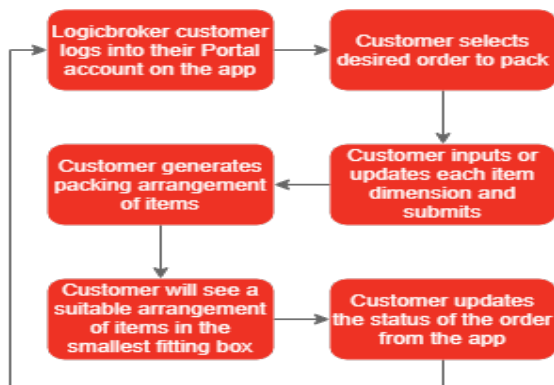 Logicbroker customer
logs into their Portal
account on the app
Customer selects
desired order to pack
Customer inputs or
updates each item
dimension and
submits
Customer generates
packing arrangement
of items
Customer will see a
suitable arrangement
of items in the
smallest fitting box
Customer updates
the status of the order
from the app